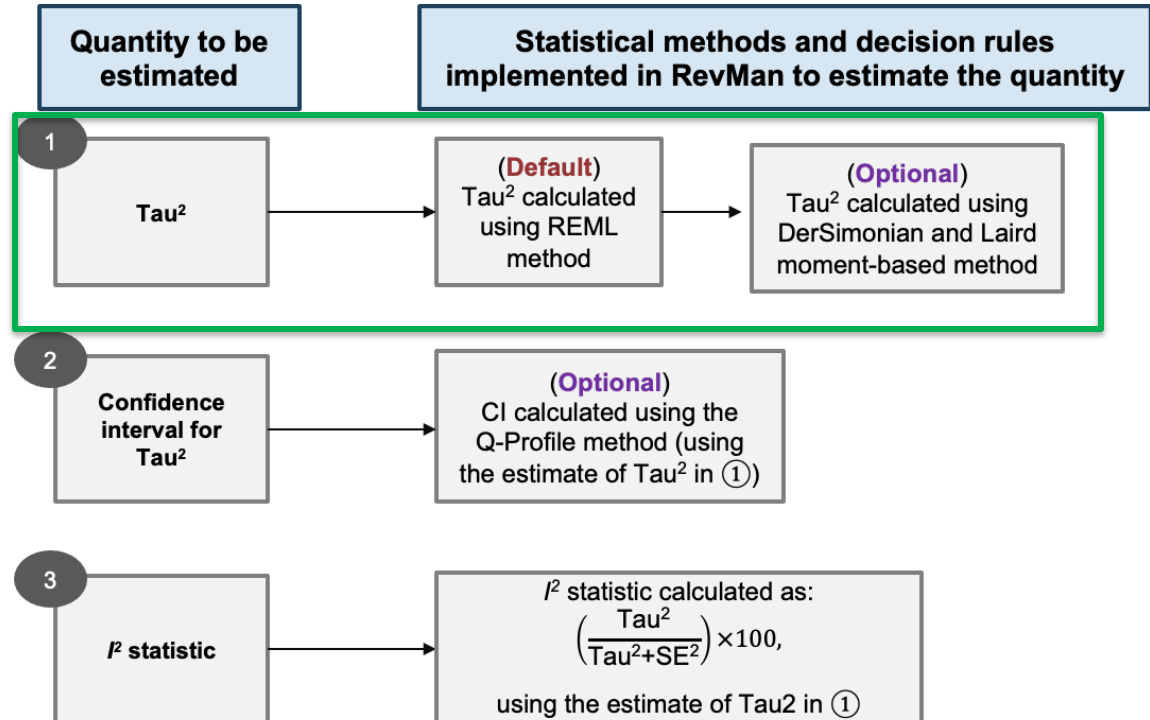 Quantity to be
estimated
Statistical methods and decision rules
implemented in RevMan to estimate the quantity
1
Tau²
(Default)
Tau² calculated
using REML
method
(Optional)
Tau² calculated using
DerSimonian and Laird
moment-based method
2
Confidence
interval for
Tau²
(Optional)
CI calculated using the
Q-Profile method (using
the estimate of Tau² in ①)
3
I² statistic
I² statistic calculated as:
(Tau²/Tau²+SE²) ×100,
using the estimate of Tau2 in ①